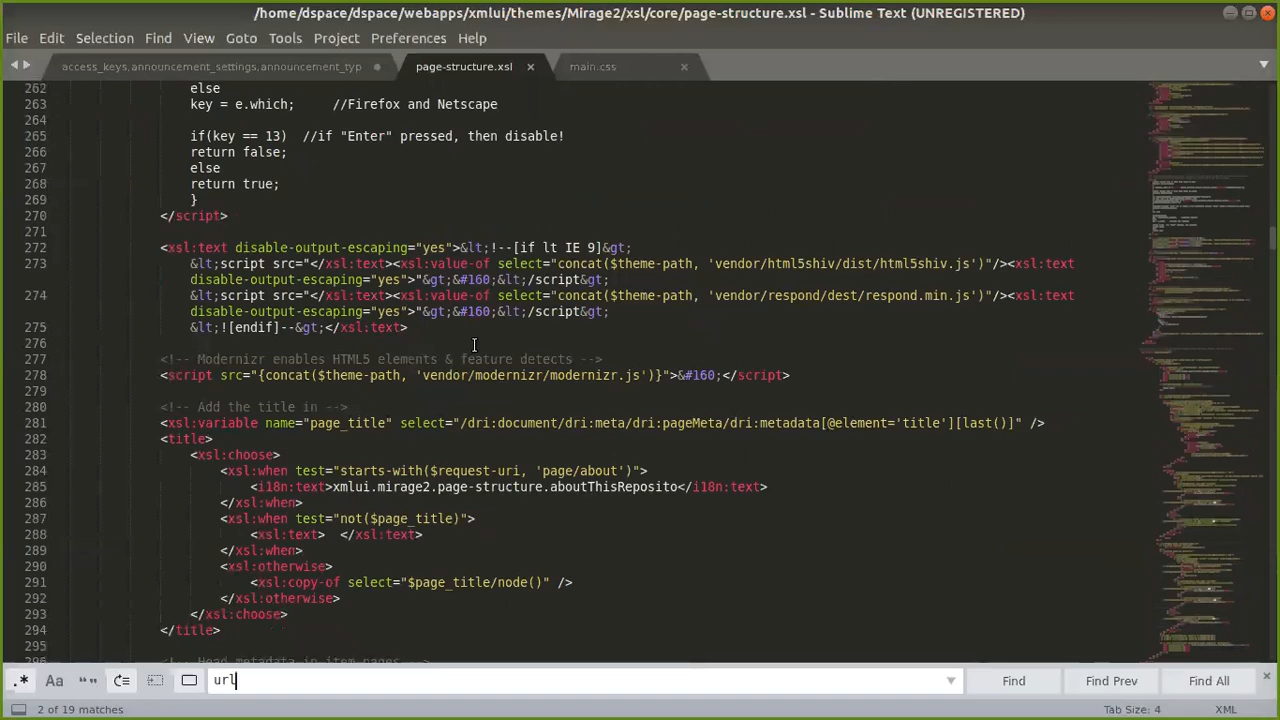 /home/dspace/dspace/webapps/xmlui/themes/Mirage2/xsl/core/page-structure.xsl - Sublime Text (UNREGISTERED)
File Edit Selection Find View Goto Tools Project Preferences Help
access_keys,announcement_settings,announcement_typ page-structure.xsl × main.css ×
262 else
263 key = e.which; //Firefox and Netscape
264
265 if(key == 13) //if "Enter" pressed, then disable!
266 return false;
267 else
268 return true;
269 }
270 </script>
271
272 <xsl:text disable-output-escaping="yes">&lt;!--[if lt IE 9]&gt;
273 &lt;script src="</xsl:text><xsl:value-of select="concat($theme-path, 'vendor/html5shiv/dist/html5shiv.js')"/><xsl:text
disable-output-escaping="yes">"&gt;&#160;&lt;/script&gt;
274 &lt;script src="</xsl:text><xsl:value-of select="concat($theme-path, 'vendor/respond/dest/respond.min.js')"/><xsl:text
disable-output-escaping="yes">"&gt;&#160;&lt;/script&gt;
275 &lt;![endif]--&gt;</xsl:text>
276
277 <!-- Modernizr enables HTML5 elements & feature detects -->
278 <script src="{concat($theme-path, 'vendor/modernizr/modernizr.js')}">&#160;</script>
279
280 <!-- Add the title in -->
281 <xsl:variable name="page_title" select="/dri:document/dri:meta/dri:pageMeta/dri:metadata[@element='title'][last()]" />
282 <title>
283 <xsl:choose>
284 <xsl:when test="starts-with($request-uri, 'page/about')">
285 <i18n:text>xmlui.mirage2.page-structure.aboutThisReposito</i18n:text>
286 </xsl:when>
287 <xsl:when test="not($page_title)">
288 <xsl:text>  </xsl:text>
289 </xsl:when>
290 <xsl:otherwise>
291 <xsl:copy-of select="$page_title/node()" />
292 </xsl:otherwise>
293 </xsl:choose>
294 </title>
295
296 <!-- Head metadata in item pages -->
.* Aa url Find Find Prev Find All ×
2 of 19 matches Tab Size: 4 XML